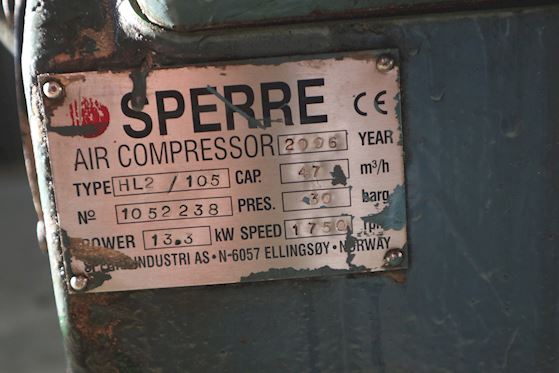 SPERRE CE
AIR COMPRESSOR 2006 YEAR
TYPE HL2 / 105 CAP. 47 m³/h
Nº 1052238 PRES. 30 barg
POWER 13.3 kW SPEED 1750 rpm
INDUSTRI AS • N-6057 ELLINGSØY • NORWAY